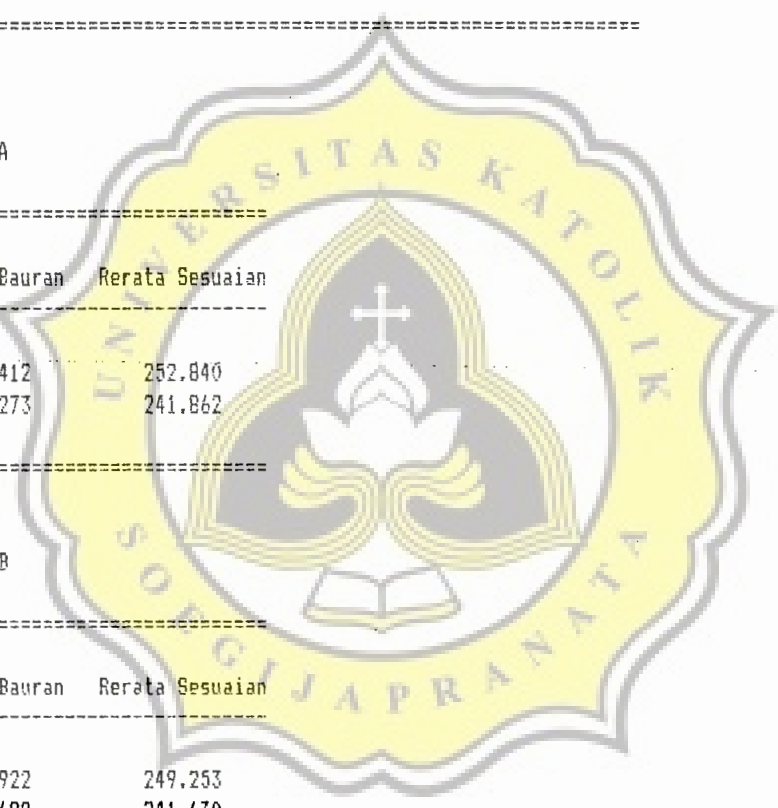 A
Bauran Rerata Sesuaian
412 252.840
273 241.862
B
Bauran Rerata Sesuaian
922 249.253
UNIVERSITAS KATOLIK
SOEGIJAPRANATA